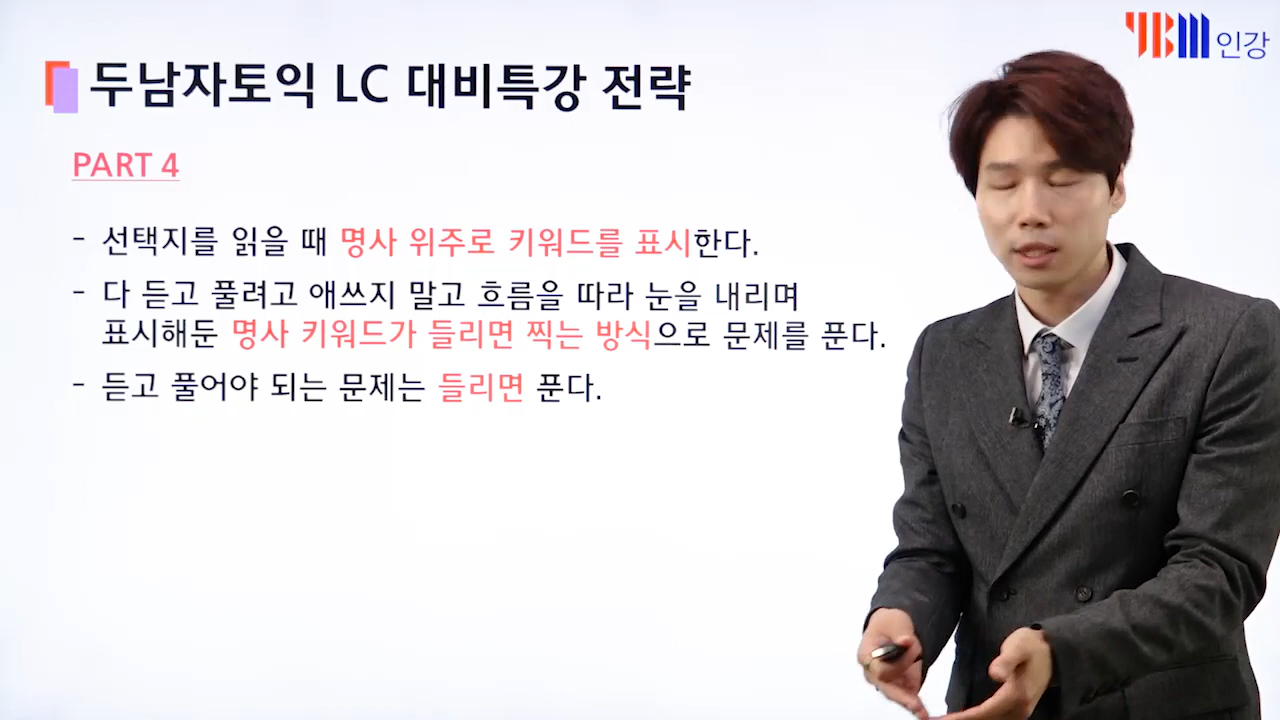 YBM 인강
두남자토익 LC 대비특강 전략
PART 4
- 선택지를 읽을 때 명사 위주로 키워드를 표시한다.
- 다 듣고 풀려고 애쓰지 말고 흐름을 따라 눈을 내리며
표시해둔 명사 키워드가 들리면 찍는 방식으로 문제를 푼다.
- 듣고 풀어야 되는 문제는 들리면 푼다.